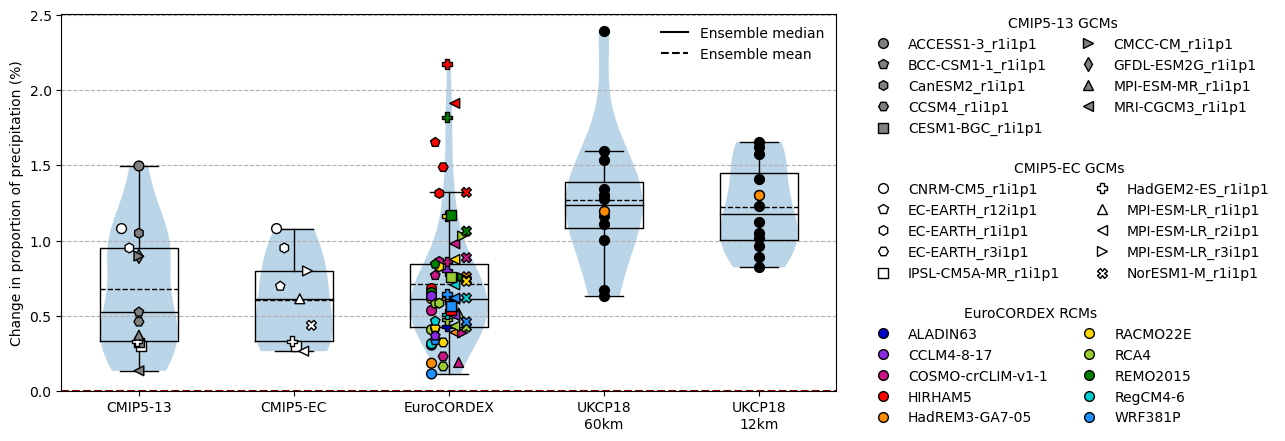 Change in proportion of precipitation (%)
2.5
2.0
1.5
1.0
0.5
0.0
Ensemble median
Ensemble mean
CMIP5-13
CMIP5-EC
EuroCORDEX
UKCP18
60km
UKCP18
12km
CMIP5-13 GCMs
ACCESS1-3_r1i1p1
BCC-CSM1-1_r1i1p1
CanESM2_r1i1p1
CCSM4_r1i1p1
CESM1-BGC_r1i1p1
CMCC-CM_r1i1p1
GFDL-ESM2G_r1i1p1
MPI-ESM-MR_r1i1p1
MRI-CGCM3_r1i1p1
CMIP5-EC GCMs
CNRM-CM5_r1i1p1
EC-EARTH_r12i1p1
EC-EARTH_r1i1p1
EC-EARTH_r3i1p1
IPSL-CM5A-MR_r1i1p1
HadGEM2-ES_r1i1p1
MPI-ESM-LR_r1i1p1
MPI-ESM-LR_r2i1p1
MPI-ESM-LR_r3i1p1
NorESM1-M_r1i1p1
EuroCORDEX RCMs
ALADIN63
CCLM4-8-17
COSMO-crCLIM-v1-1
HIRHAM5
HadREM3-GA7-05
RACMO22E
RCA4
REMO2015
RegCM4-6
WRF381P